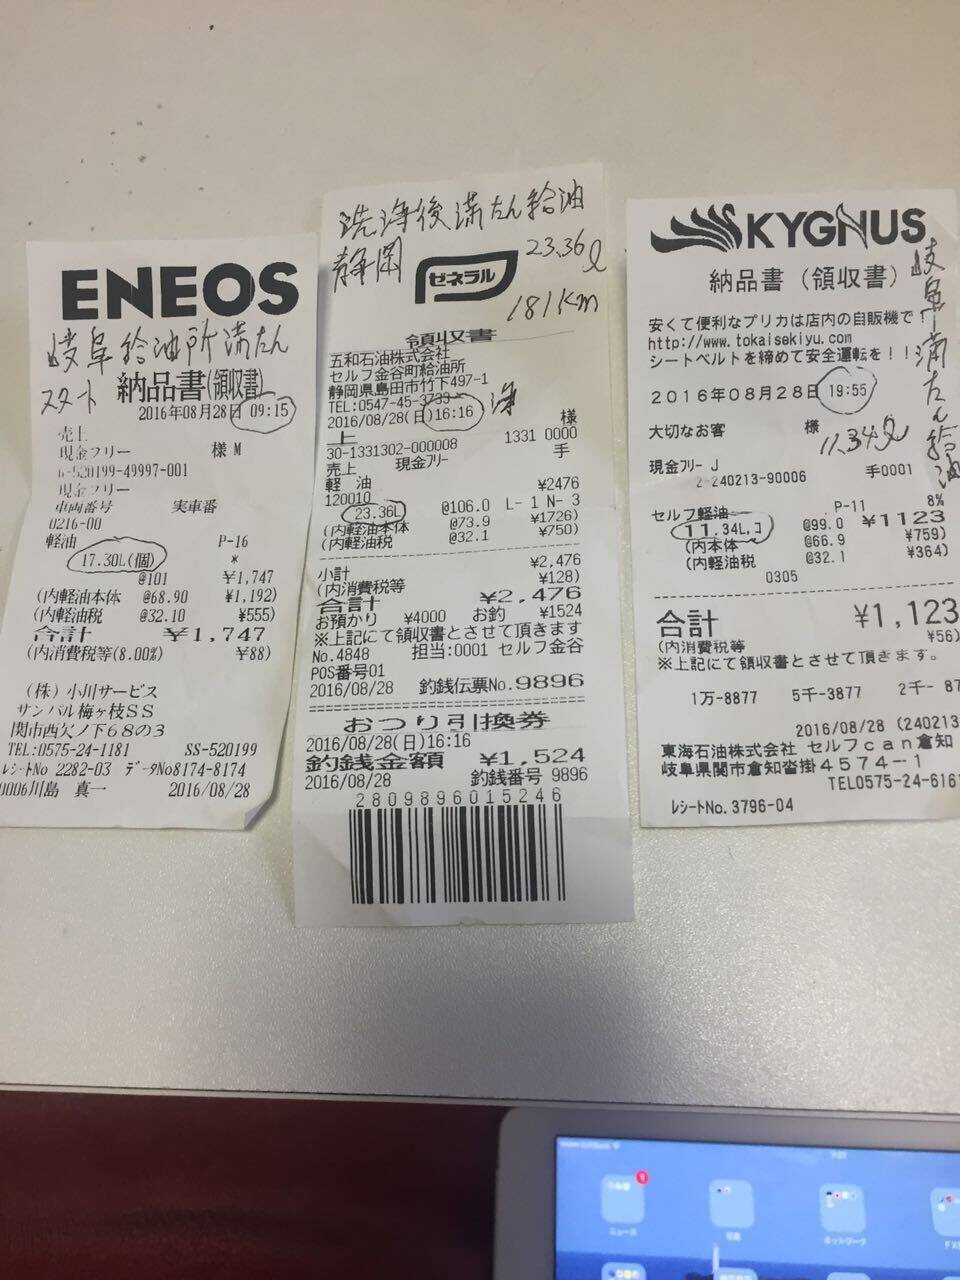 ENEOS
岐阜給油所満たん
スタート 納品書(領収書)
2016年08月28日 09:15
売上
現金フリー 様 M
6-520199-49997-001
現金フリー
車両番号 実車番
0216-00
軽油 P-16
17.30L(個) *
@101 ¥1,747
(内軽油本体 @68.90 ¥1,192)
(内軽油税 @32.10 ¥555)
合計 ¥1,747
(内消費税等(8.00%) ¥88)
(株)小川サービス
サンパル梅ヶ枝SS
関市西欠ノ下68の3
TEL:0575-24-1181 SS-520199
レシートNo 2282-03 データNo8174-8174
0006川島 真一 2016/08/28
洗浄後満たん給油
静岡 23.36ℓ
ゼネラル
181Km
領収書
五和石油株式会社
セルフ金谷町給油所
静岡県島田市竹下497-1
TEL:0547-45-3733
2016/08/28(日)16:16 様
上 1331 0000
30-1331302-000008 手
売上 現金フリー
軽 油 ¥2476
120010 L- 1 N- 3
23.36L @106.0
(内軽油本体 @73.9 ¥1726)
(内軽油税 @32.1 ¥750)
小計 ¥2,476
(内消費税等 ¥128)
合計 ¥2,476
お預かり ¥4000 お釣 ¥1524
※上記にて領収書とさせて頂きます
No.4848 担当:0001 セルフ金谷
POS番号01
2016/08/28 釣銭伝票No.9896
おつり引換券
2016/08/28(日)16:16
釣銭金額 ¥1,524
2016/08/28 釣銭番号 9896
2809896015246
KYGNUS
岐阜満たん給油
納品書(領収書)
安くて便利なプリカは店内の自販機で!
http://www.tokaisekiyu.com
シートベルトを締めて安全運転を!!
2016年08月28日 19:55
大切なお客 様 11.34ℓ
現金フリー J 手0001
2-240213-90006
P-11 8%
セルフ軽油 @99.0 ¥1123
11.34L,コ
(内本体 @66.9 ¥759)
(内軽油税 @32.1 ¥364)
0305
合計 ¥1,123
(内消費税等 ¥56)
※上記にて領収書とさせて頂きます。
1万-8877 5千-3877 2千- 87
2016/08/28 (240213
東海石油株式会社 セルフcan倉知
岐阜県関市倉知沓掛4574-1
TEL0575-24-6161
レシートNo. 3796-04
1
ニュース
ネットワーク